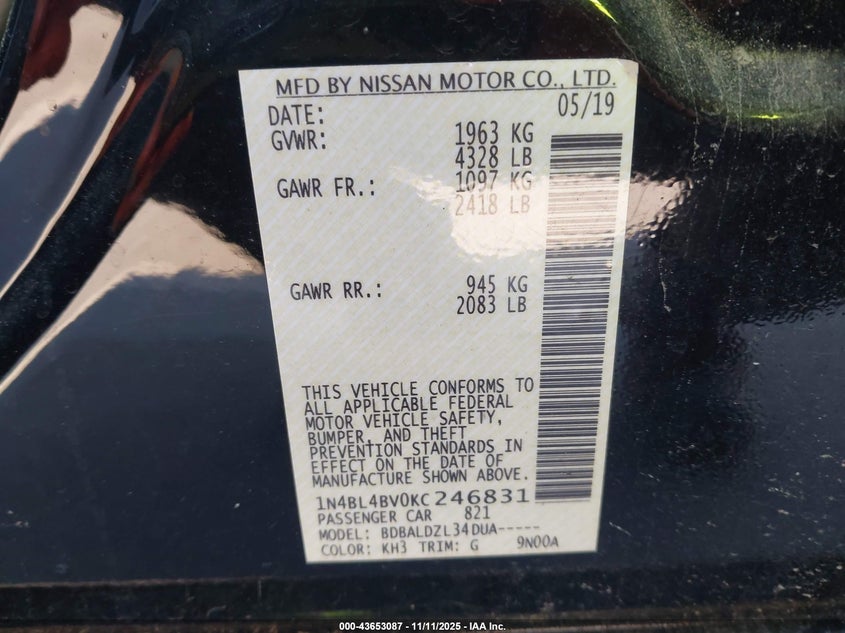 MFD BY NISSAN MOTOR CO., LTD.
DATE: 05/19
GVWR: 1963 KG
4328 LB
GAWR FR.: 1097 KG
2418 LB
GAWR RR.: 945 KG
2083 LB
THIS VEHICLE CONFORMS TO
ALL APPLICABLE FEDERAL
MOTOR VEHICLE SAFETY,
BUMPER, AND THEFT
PREVENTION STANDARDS IN
EFFECT ON THE DATE OF
MANUFACTURE SHOWN ABOVE.
1N4BL4BV0KC246831
PASSENGER CAR 821
MODEL: BDBALDZL34DUA-----
COLOR: KH3 TRIM: G 9N00A
000-43653087 - 11/11/2025 - IAA Inc.